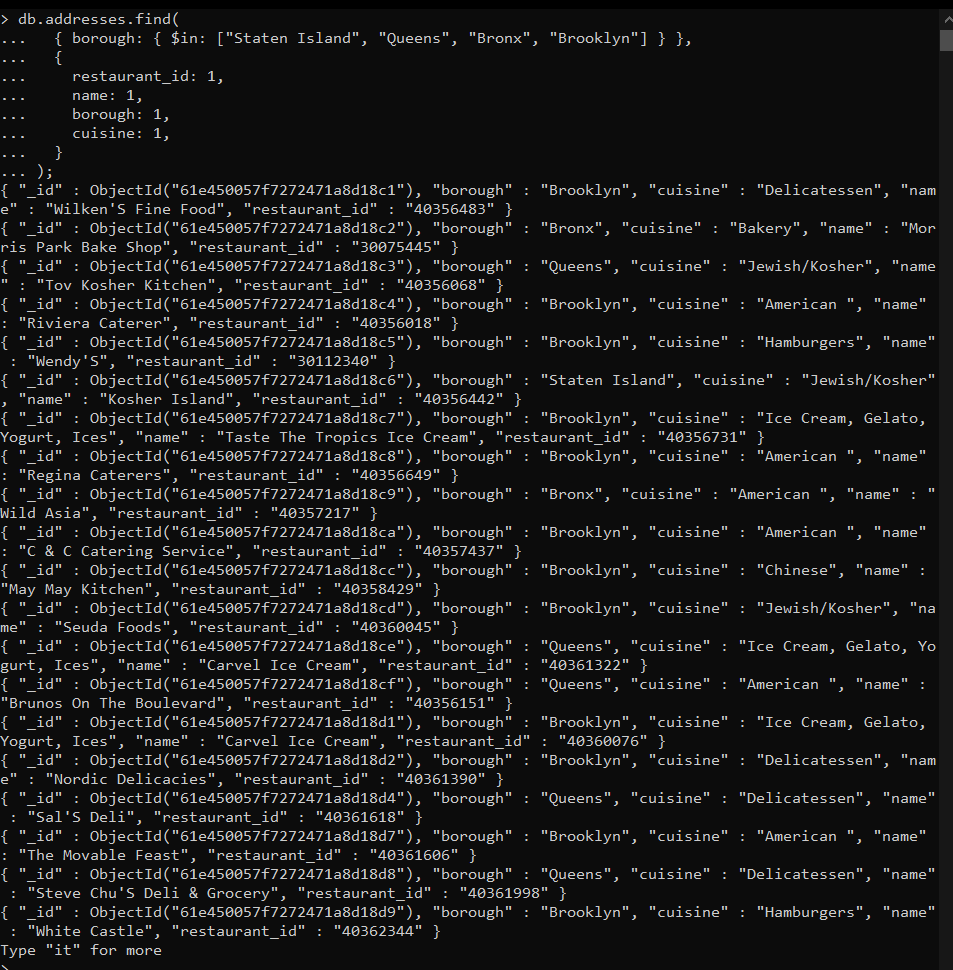 > db.addresses.find(
...   { borough: { $in: ["Staten Island", "Queens", "Bronx", "Brooklyn"] } },
...   {
...     restaurant_id: 1,
...     name: 1,
...     borough: 1,
...     cuisine: 1,
...   }
... );
{ "_id" : ObjectId("61e450057f7272471a8d18c1"), "borough" : "Brooklyn", "cuisine" : "Delicatessen", "nam
e" : "Wilken'S Fine Food", "restaurant_id" : "40356483" }
{ "_id" : ObjectId("61e450057f7272471a8d18c2"), "borough" : "Bronx", "cuisine" : "Bakery", "name" : "Mor
ris Park Bake Shop", "restaurant_id" : "30075445" }
{ "_id" : ObjectId("61e450057f7272471a8d18c3"), "borough" : "Queens", "cuisine" : "Jewish/Kosher", "name
" : "Tov Kosher Kitchen", "restaurant_id" : "40356068" }
{ "_id" : ObjectId("61e450057f7272471a8d18c4"), "borough" : "Brooklyn", "cuisine" : "American ", "name"
: "Riviera Caterer", "restaurant_id" : "40356018" }
{ "_id" : ObjectId("61e450057f7272471a8d18c5"), "borough" : "Brooklyn", "cuisine" : "Hamburgers", "name"
 : "Wendy'S", "restaurant_id" : "30112340" }
{ "_id" : ObjectId("61e450057f7272471a8d18c6"), "borough" : "Staten Island", "cuisine" : "Jewish/Kosher"
, "name" : "Kosher Island", "restaurant_id" : "40356442" }
{ "_id" : ObjectId("61e450057f7272471a8d18c7"), "borough" : "Brooklyn", "cuisine" : "Ice Cream, Gelato,
Yogurt, Ices", "name" : "Taste The Tropics Ice Cream", "restaurant_id" : "40356731" }
{ "_id" : ObjectId("61e450057f7272471a8d18c8"), "borough" : "Brooklyn", "cuisine" : "American ", "name"
: "Regina Caterers", "restaurant_id" : "40356649" }
{ "_id" : ObjectId("61e450057f7272471a8d18c9"), "borough" : "Bronx", "cuisine" : "American ", "name" : "
Wild Asia", "restaurant_id" : "40357217" }
{ "_id" : ObjectId("61e450057f7272471a8d18ca"), "borough" : "Brooklyn", "cuisine" : "American ", "name"
: "C & C Catering Service", "restaurant_id" : "40357437" }
{ "_id" : ObjectId("61e450057f7272471a8d18cc"), "borough" : "Brooklyn", "cuisine" : "Chinese", "name" :
"May May Kitchen", "restaurant_id" : "40358429" }
{ "_id" : ObjectId("61e450057f7272471a8d18cd"), "borough" : "Brooklyn", "cuisine" : "Jewish/Kosher", "na
me" : "Seuda Foods", "restaurant_id" : "40360045" }
{ "_id" : ObjectId("61e450057f7272471a8d18ce"), "borough" : "Queens", "cuisine" : "Ice Cream, Gelato, Yo
gurt, Ices", "name" : "Carvel Ice Cream", "restaurant_id" : "40361322" }
{ "_id" : ObjectId("61e450057f7272471a8d18cf"), "borough" : "Queens", "cuisine" : "American ", "name" :
"Brunos On The Boulevard", "restaurant_id" : "40356151" }
{ "_id" : ObjectId("61e450057f7272471a8d18d1"), "borough" : "Brooklyn", "cuisine" : "Ice Cream, Gelato,
Yogurt, Ices", "name" : "Carvel Ice Cream", "restaurant_id" : "40360076" }
{ "_id" : ObjectId("61e450057f7272471a8d18d2"), "borough" : "Brooklyn", "cuisine" : "Delicatessen", "nam
e" : "Nordic Delicacies", "restaurant_id" : "40361390" }
{ "_id" : ObjectId("61e450057f7272471a8d18d4"), "borough" : "Queens", "cuisine" : "Delicatessen", "name"
 : "Sal'S Deli", "restaurant_id" : "40361618" }
{ "_id" : ObjectId("61e450057f7272471a8d18d7"), "borough" : "Brooklyn", "cuisine" : "American ", "name"
: "The Movable Feast", "restaurant_id" : "40361606" }
{ "_id" : ObjectId("61e450057f7272471a8d18d8"), "borough" : "Queens", "cuisine" : "Delicatessen", "name"
 : "Steve Chu'S Deli & Grocery", "restaurant_id" : "40361998" }
{ "_id" : ObjectId("61e450057f7272471a8d18d9"), "borough" : "Brooklyn", "cuisine" : "Hamburgers", "name"
 : "White Castle", "restaurant_id" : "40362344" }
Type "it" for more
>